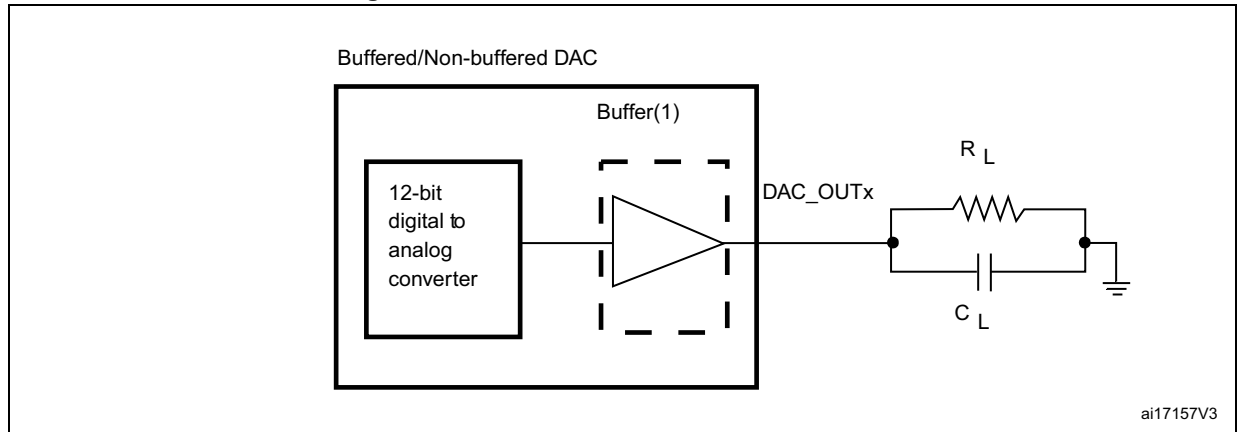 Buffered/Non-buffered DAC
Buffer(1)
12-bit
digital to
analog
converter
DAC_OUTx
R L
C L
ai17157V3